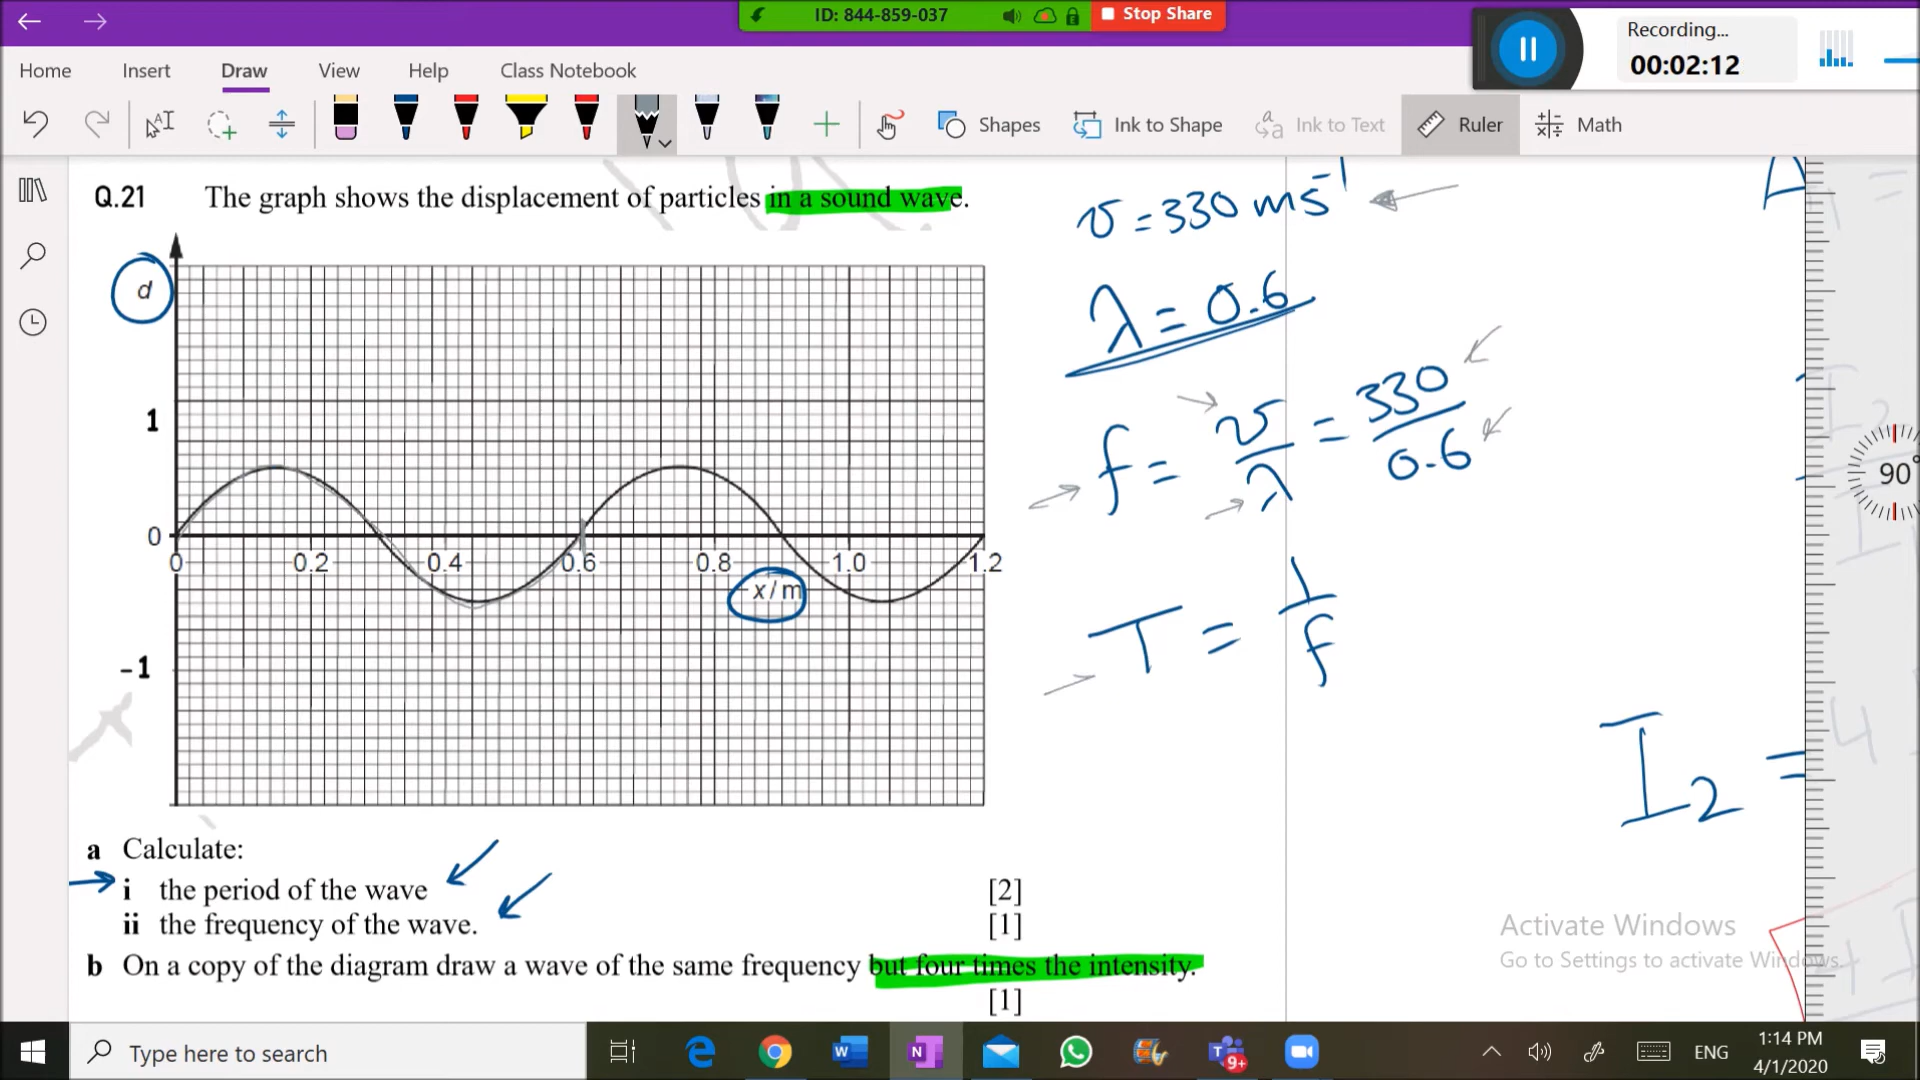 ID: 844-859-037
Stop Share
Recording...
00:02:12
Home Insert Draw View Help Class Notebook
Shapes Ink to Shape Ink to Text Ruler Math
Q.21 The graph shows the displacement of particles in a sound wave.
d
1
0
0 0.2 0.4 0.6 0.8 1.0 1.2
x/m
-1
v = 330 ms⁻¹
λ = 0.6
f = v/λ = 330/0.6
T = 1/f
I₂ =
90°
a Calculate:
i the period of the wave [2]
ii the frequency of the wave. [1]
b On a copy of the diagram draw a wave of the same frequency but four times the intensity.
[1]
Activate Windows
Go to Settings to activate Windows.
Type here to search
9+
ENG
1:14 PM
4/1/2020